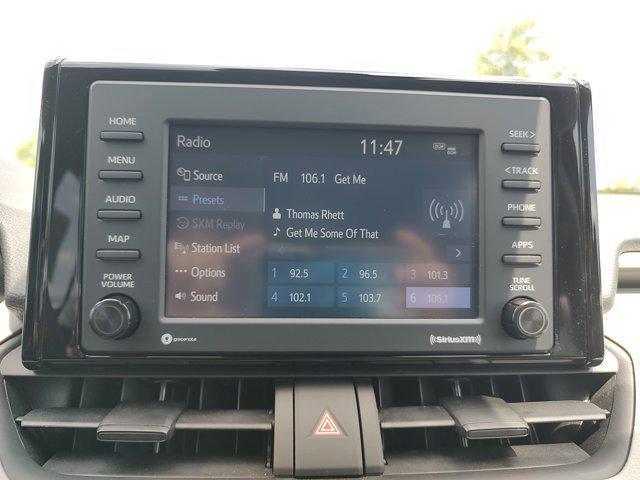 HOME
MENU
AUDIO
MAP
POWER
VOLUME
Radio
11:47
DCM
Source
Presets
SXM Replay
Station List
Options
Sound
FM 106.1 Get Me
Thomas Rhett
Get Me Some Of That
1 92.5 2 96.5 3 101.3
4 102.1 5 103.7 6 106.1
SEEK >
< TRACK
PHONE
APPS
TUNE
SCROLL
gracenote
((SiriusXM))